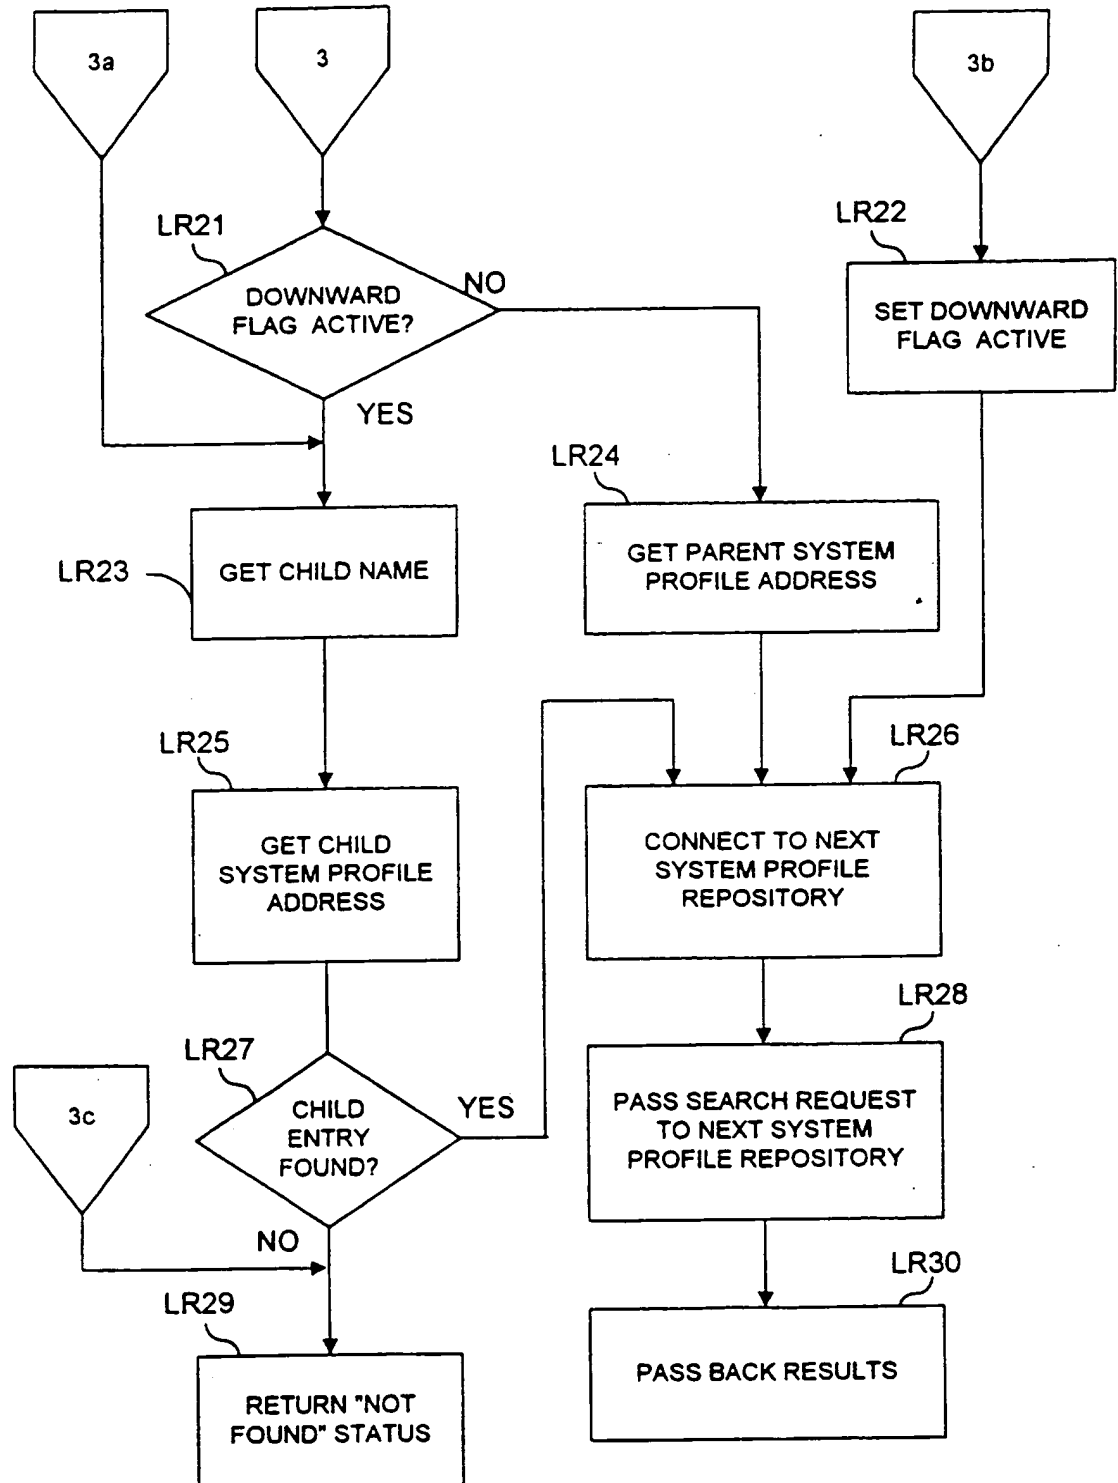 3a
3
3b
LR21
DOWNWARD
FLAG ACTIVE?
NO
YES
LR22
SET DOWNWARD
FLAG ACTIVE
LR24
GET PARENT SYSTEM
PROFILE ADDRESS
LR23
GET CHILD NAME
LR25
GET CHILD
SYSTEM PROFILE
ADDRESS
LR26
CONNECT TO NEXT
SYSTEM PROFILE
REPOSITORY
LR27
CHILD
ENTRY
FOUND?
YES
NO
3c
LR28
PASS SEARCH REQUEST
TO NEXT SYSTEM
PROFILE REPOSITORY
LR29
RETURN "NOT
FOUND" STATUS
LR30
PASS BACK RESULTS